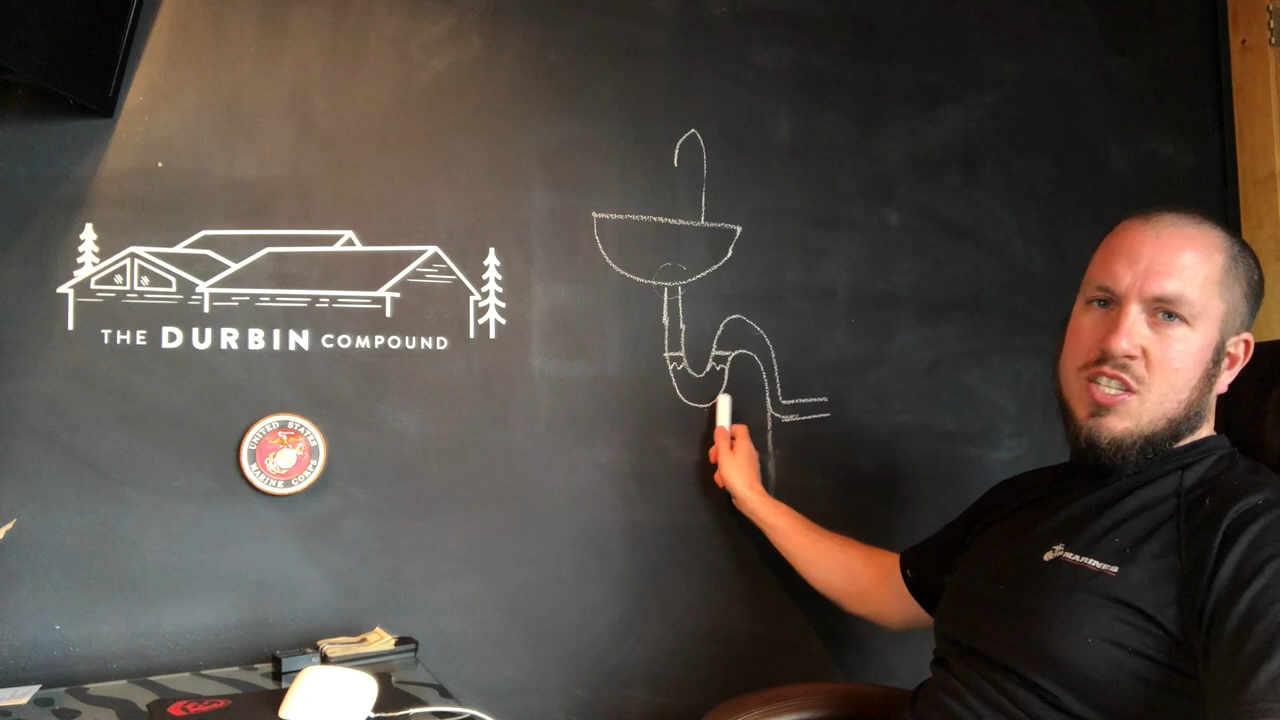 THE DURBIN COMPOUND
UNITED STATES
MARINE CORPS
MARINES